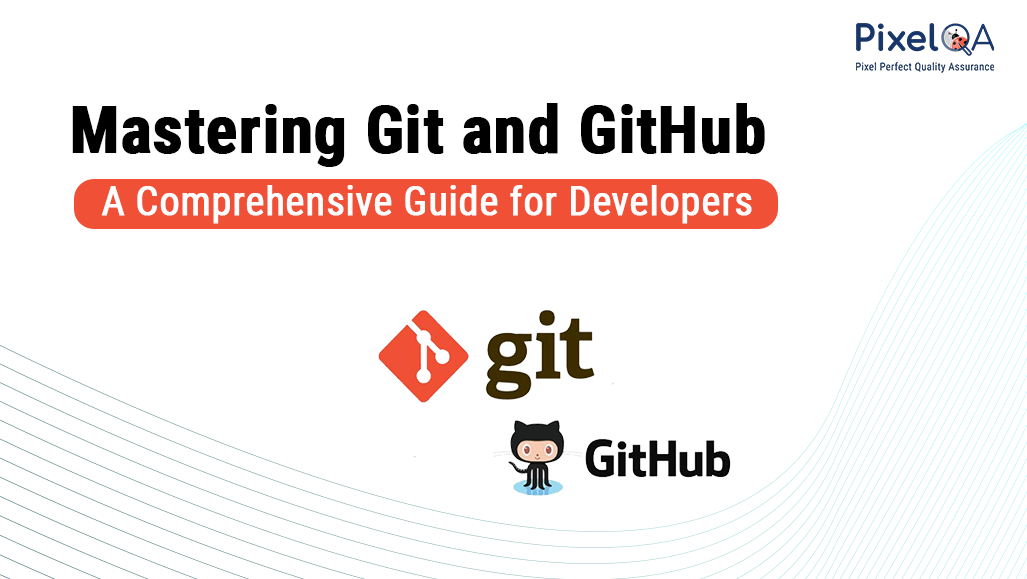 PixelQA
Pixel Perfect Quality Assurance
Mastering Git and GitHub
A Comprehensive Guide for Developers
git
GitHub